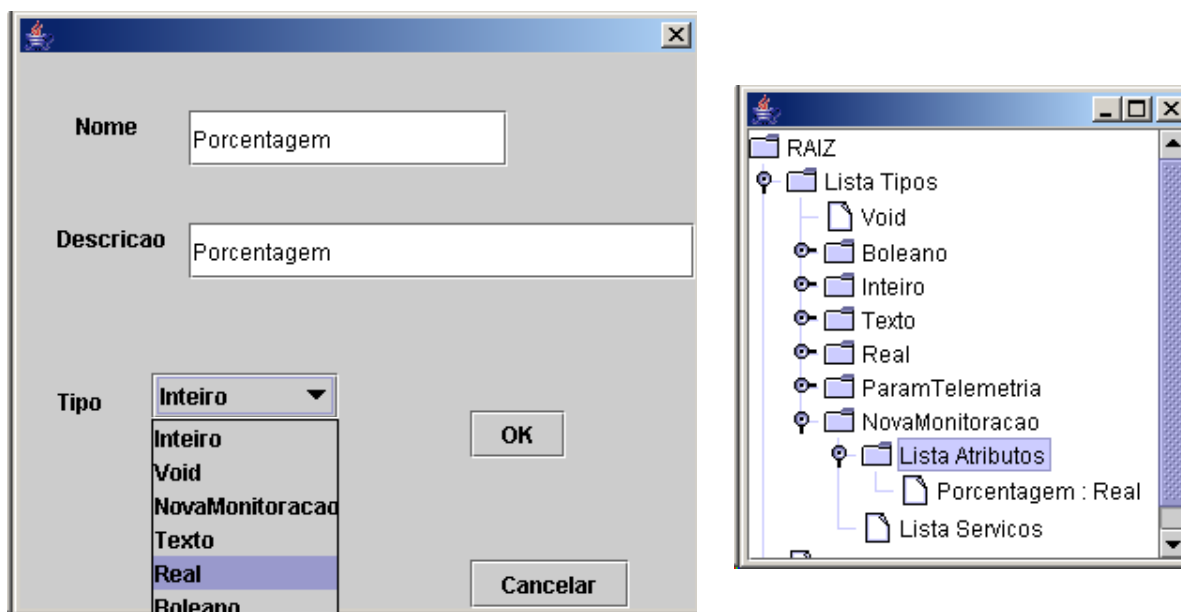 Nome
Porcentagem
Descricao
Porcentagem
Tipo
Inteiro
Inteiro
Void
NovaMonitoracao
Texto
Real
Boleano
OK
Cancelar
RAIZ
Lista Tipos
Void
Boleano
Inteiro
Texto
Real
ParamTelemetria
NovaMonitoracao
Lista Atributos
Porcentagem : Real
Lista Servicos